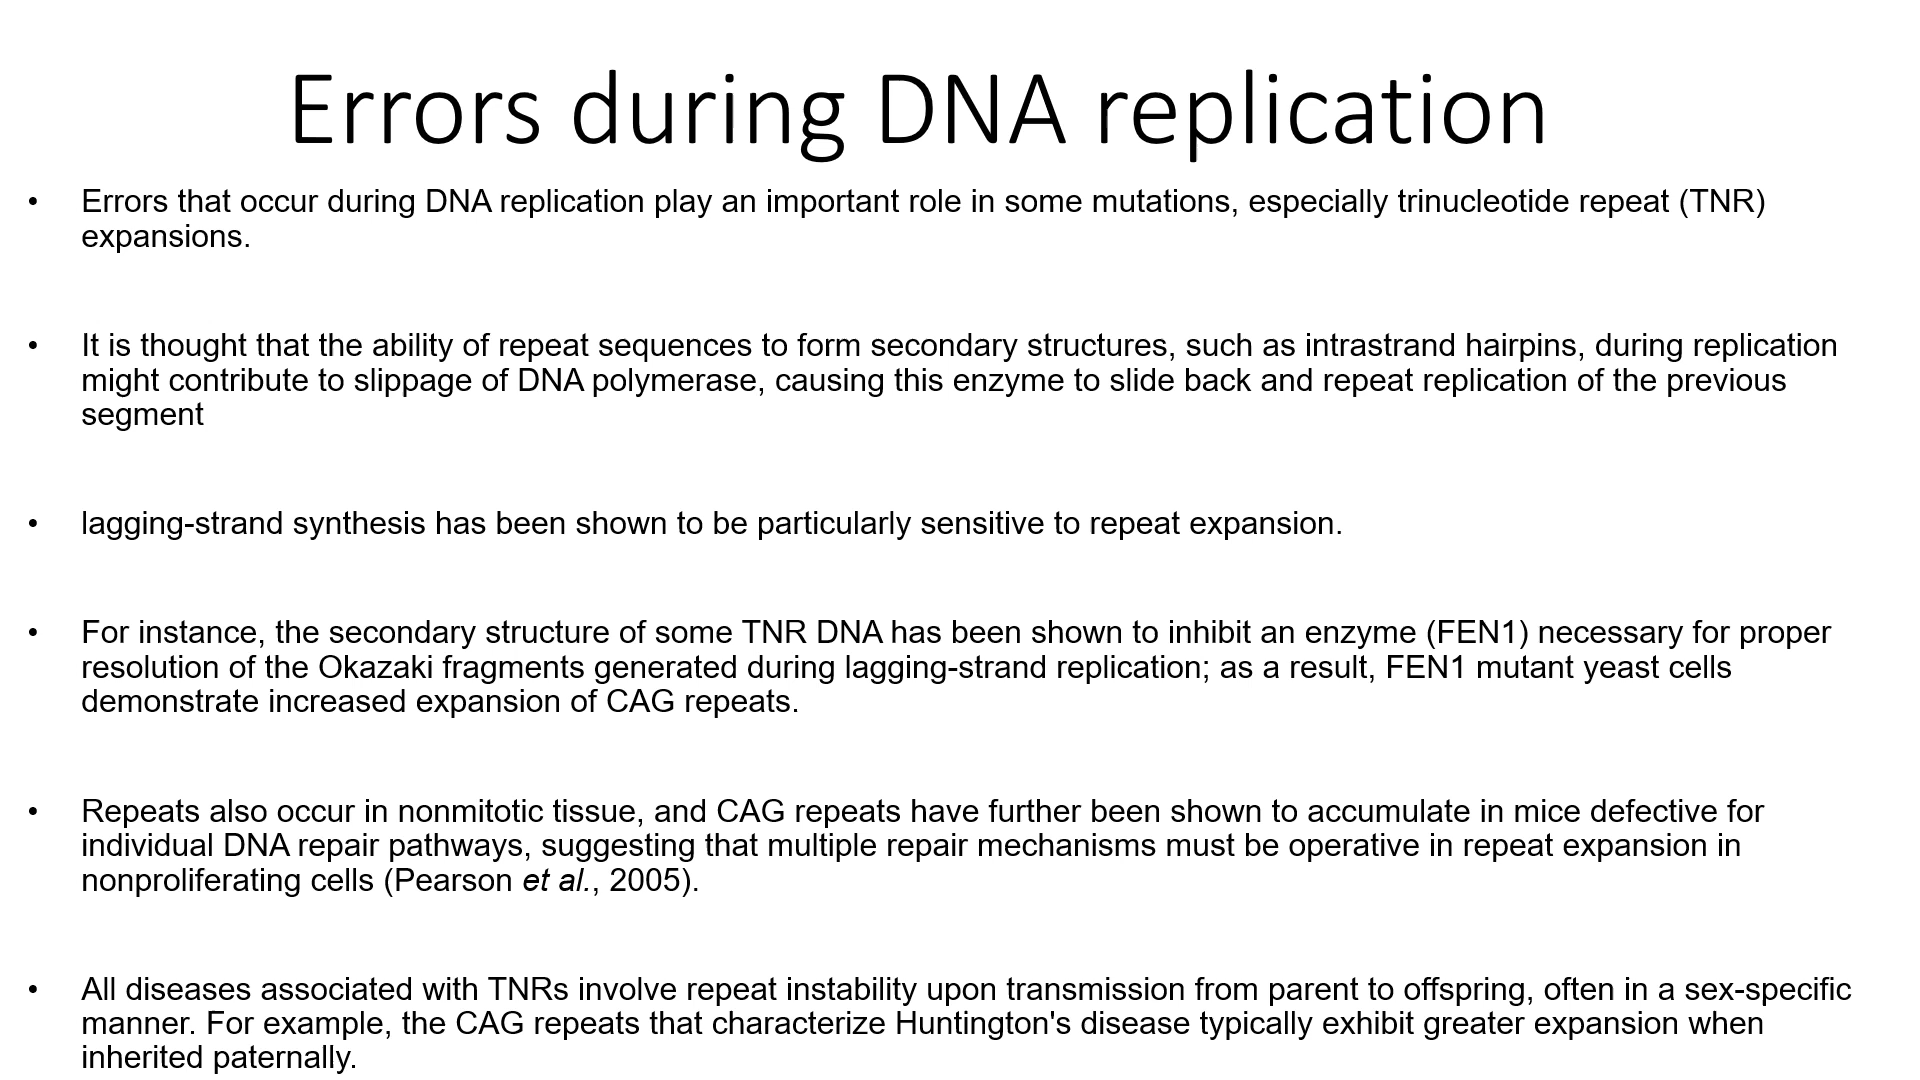 Errors during DNA replication
• Errors that occur during DNA replication play an important role in some mutations, especially trinucleotide repeat (TNR)
expansions.
• It is thought that the ability of repeat sequences to form secondary structures, such as intrastrand hairpins, during replication
might contribute to slippage of DNA polymerase, causing this enzyme to slide back and repeat replication of the previous
segment
• lagging-strand synthesis has been shown to be particularly sensitive to repeat expansion.
• For instance, the secondary structure of some TNR DNA has been shown to inhibit an enzyme (FEN1) necessary for proper
resolution of the Okazaki fragments generated during lagging-strand replication; as a result, FEN1 mutant yeast cells
demonstrate increased expansion of CAG repeats.
• Repeats also occur in nonmitotic tissue, and CAG repeats have further been shown to accumulate in mice defective for
individual DNA repair pathways, suggesting that multiple repair mechanisms must be operative in repeat expansion in
nonproliferating cells (Pearson et al., 2005).
• All diseases associated with TNRs involve repeat instability upon transmission from parent to offspring, often in a sex-specific
manner. For example, the CAG repeats that characterize Huntington's disease typically exhibit greater expansion when
inherited paternally.